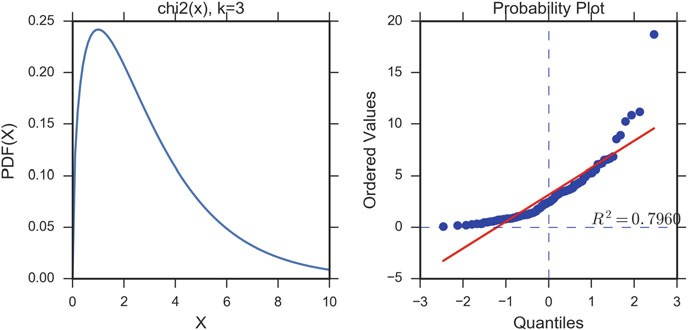 chi2(x), k=3
PDF(X)
0.25
0.20
0.15
0.10
0.05
0.00
0 2 4 6 8 10
X
Probability Plot
Ordered Values
20
15
10
5
0
−5
R² = 0.7960
−3 −2 −1 0 1 2 3
Quantiles